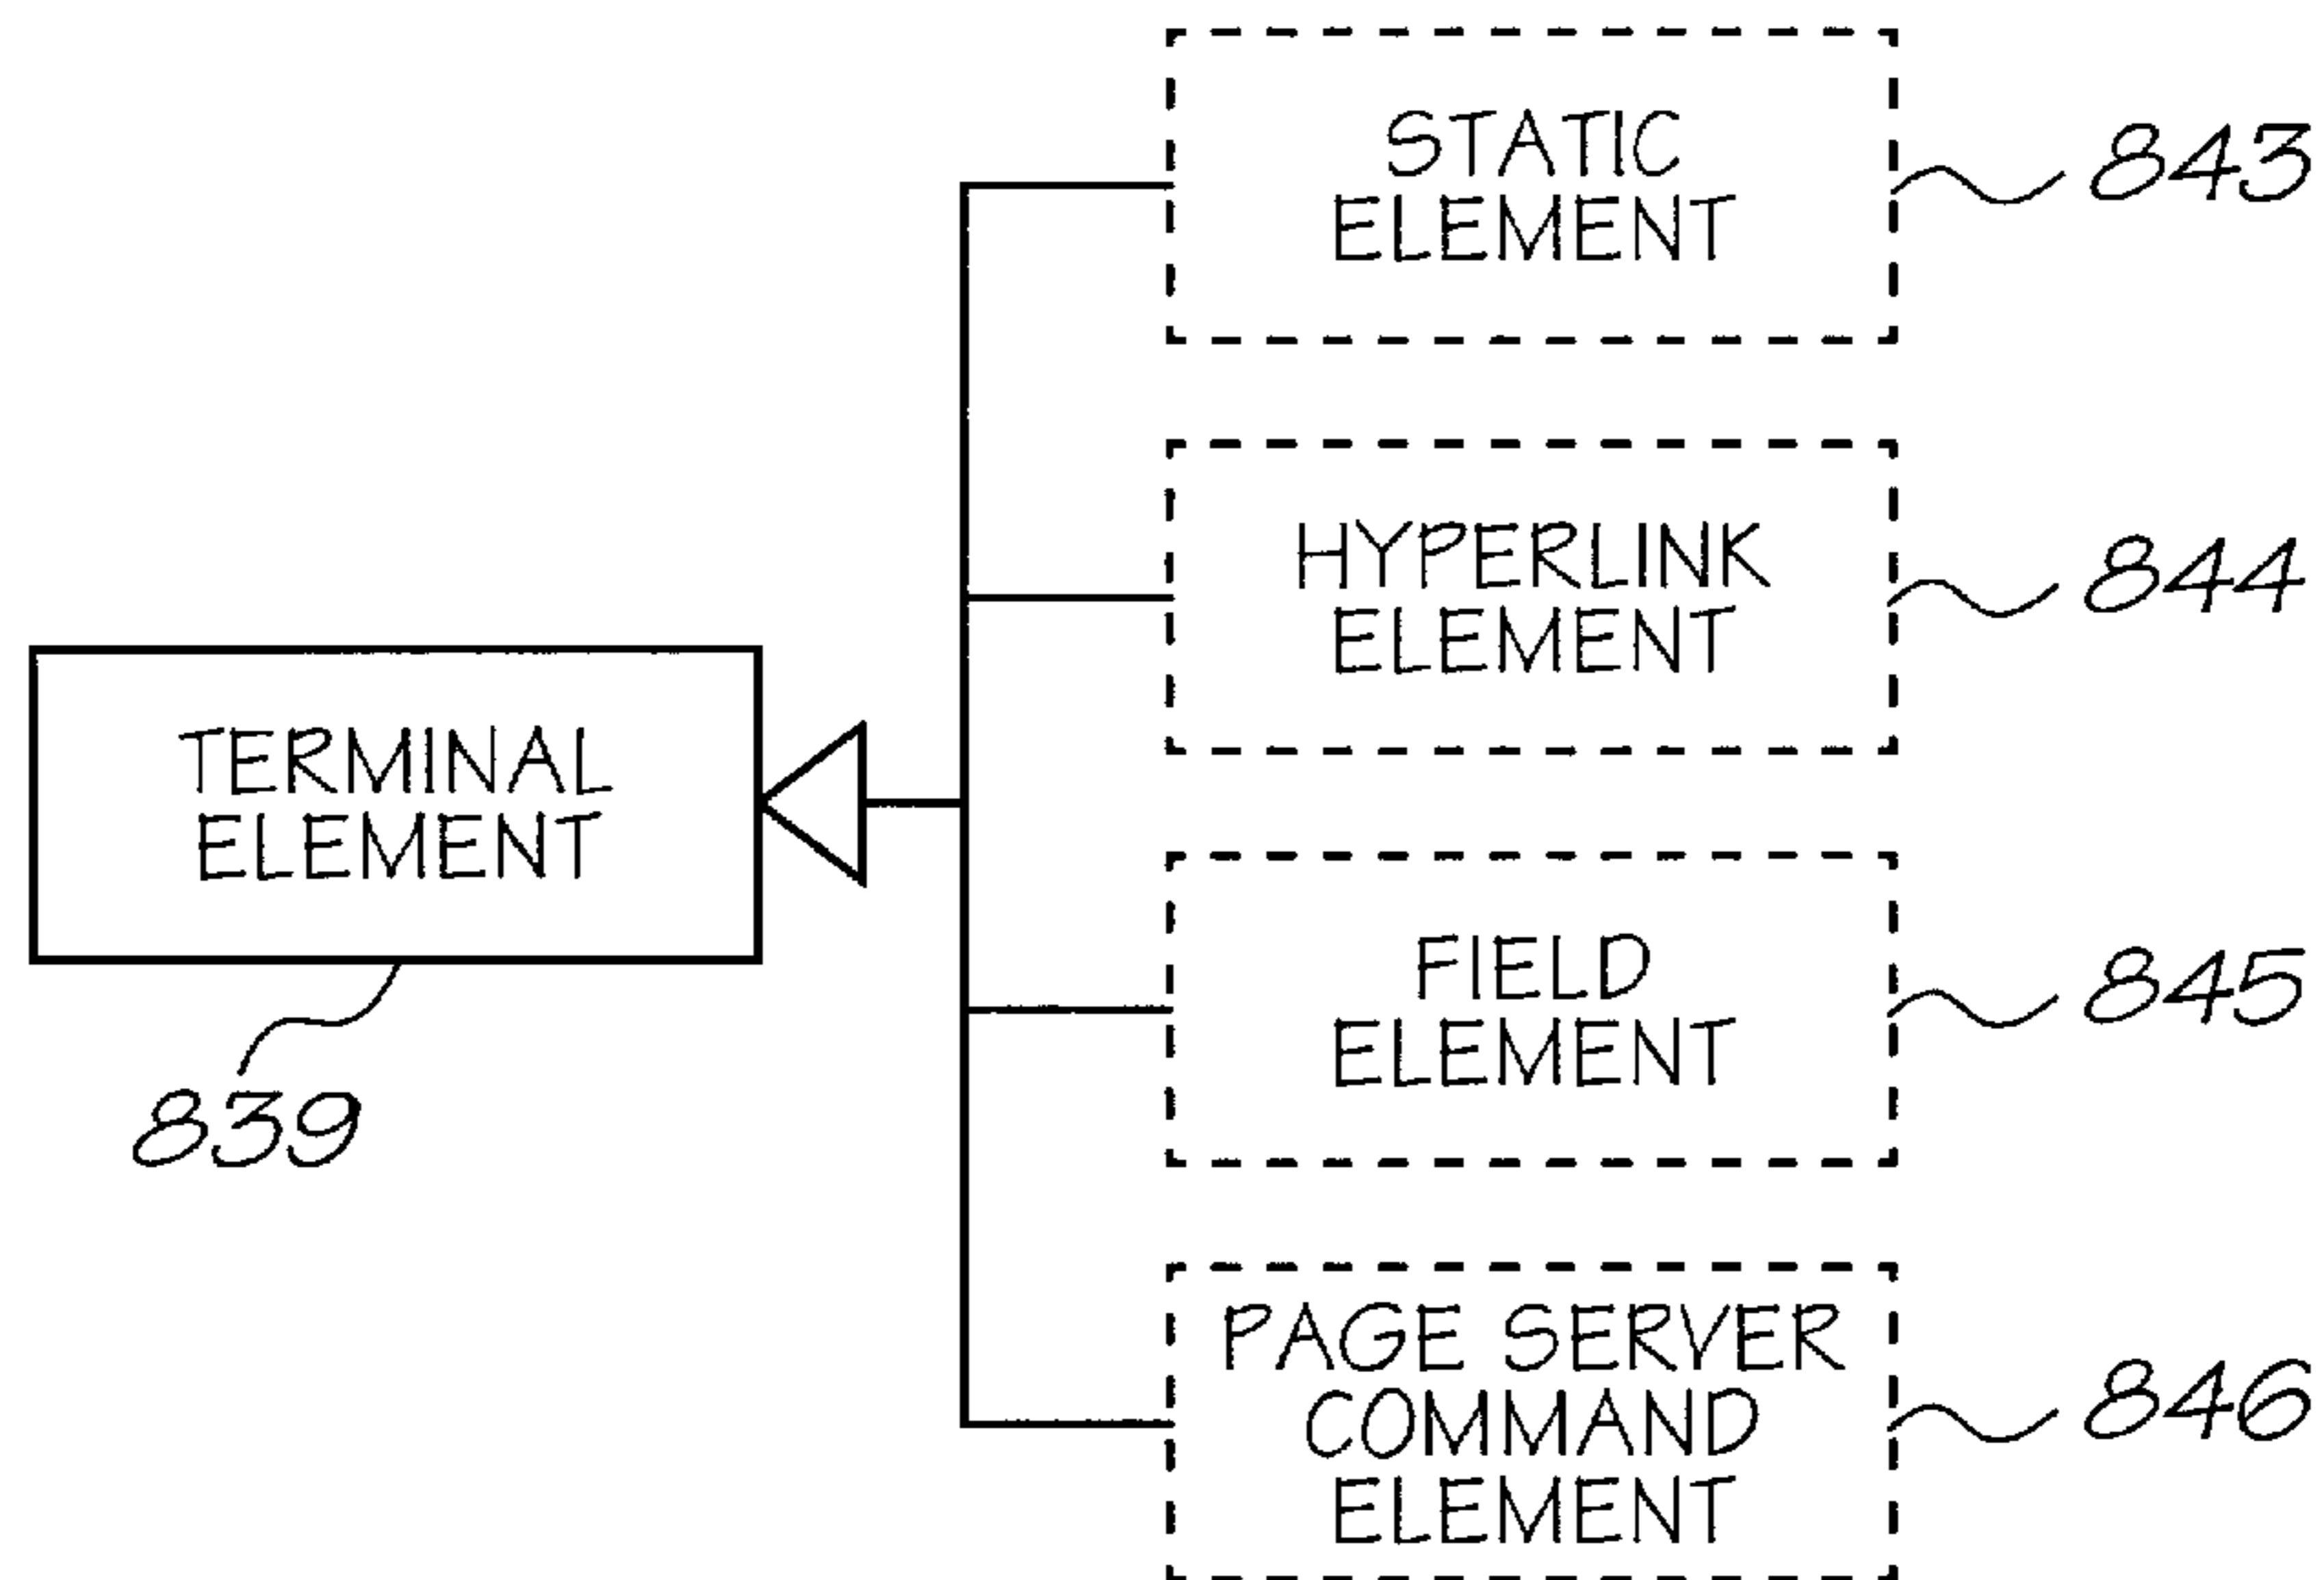 STATIC
ELEMENT
843
HYPERLINK
ELEMENT
844
TERMINAL
ELEMENT
839
FIELD
ELEMENT
845
PAGE SERVER
COMMAND
ELEMENT
846